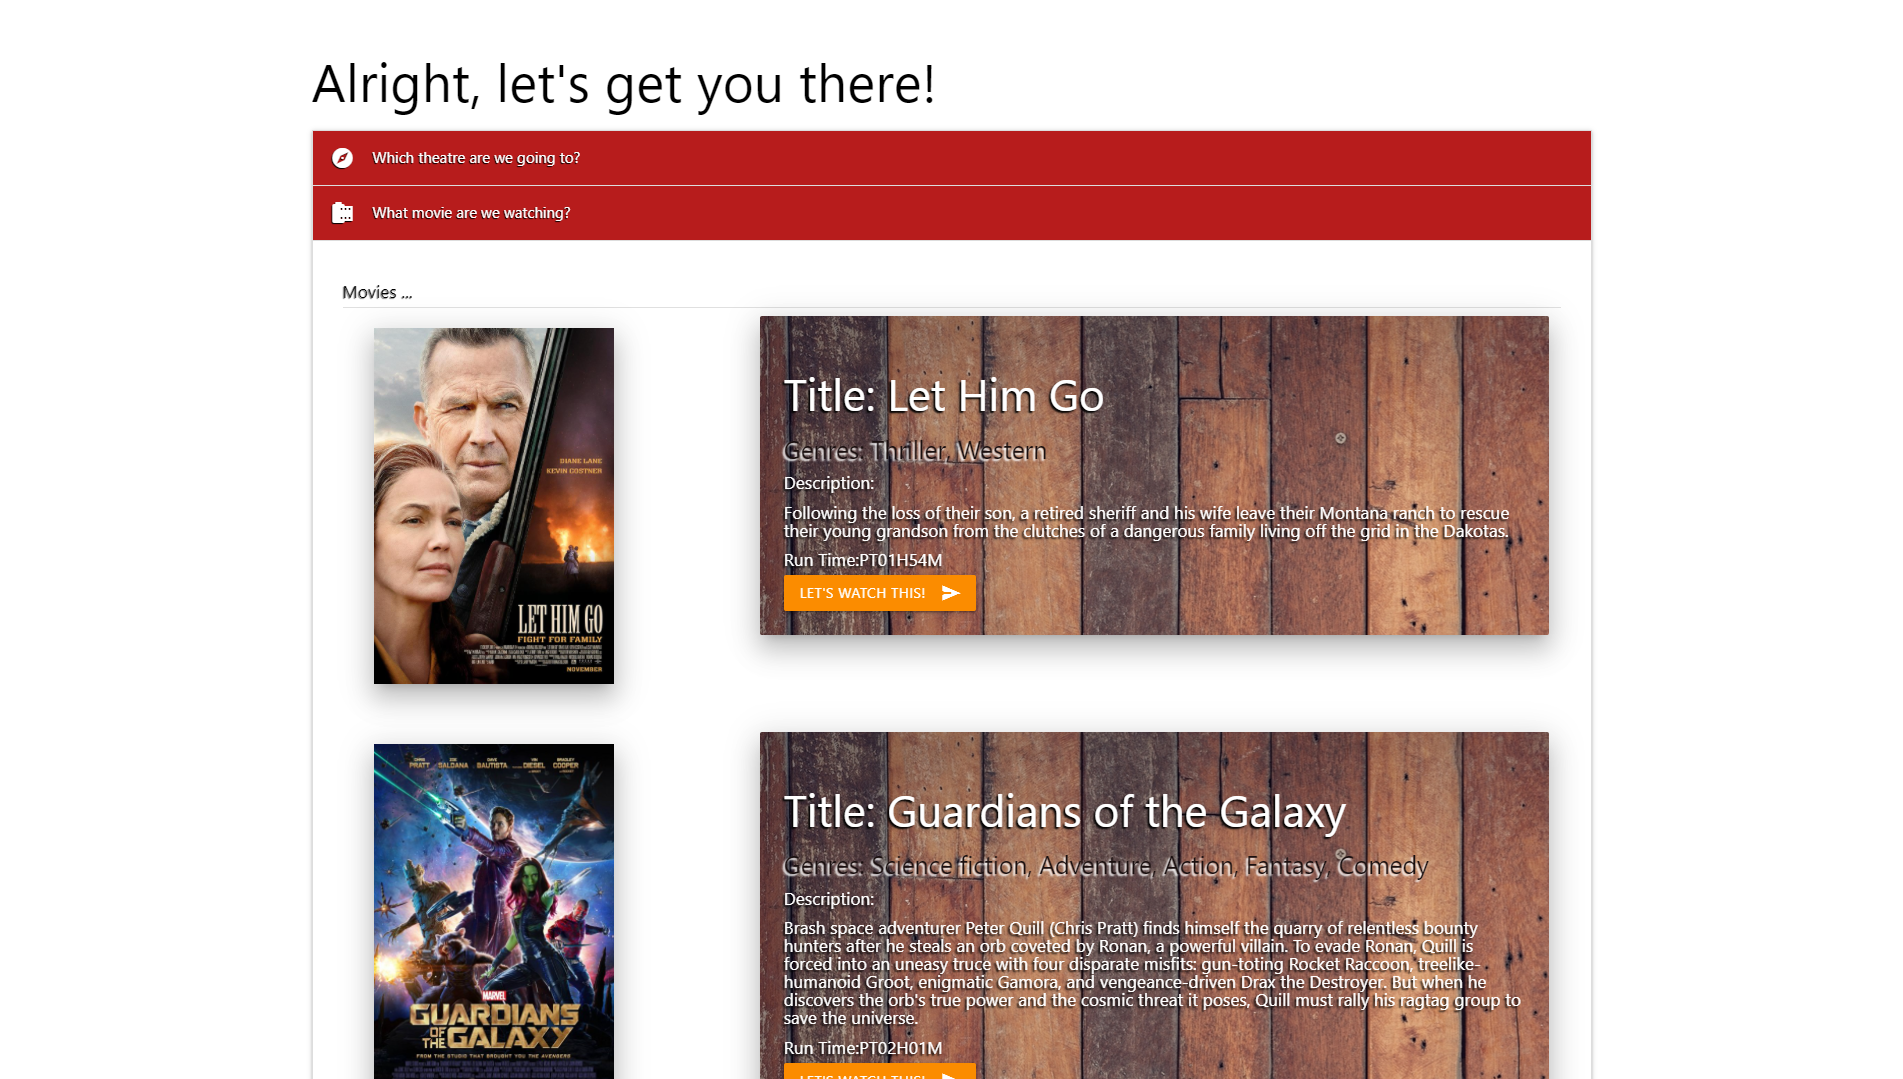 Alright, let's get you there!
Which theatre are we going to?
What movie are we watching?
Movies ...
DIANE LANE
KEVIN COSTNER
LET HIM GO
FIGHT FOR FAMILY
NOVEMBER
Title: Let Him Go
Genres: Thriller, Western
Description:
Following the loss of their son, a retired sheriff and his wife leave their Montana ranch to rescue
their young grandson from the clutches of a dangerous family living off the grid in the Dakotas.
Run Time:PT01H54M
LET'S WATCH THIS!
CHRIS PRATT ZOE SALDANA DAVE BAUTISTA VIN DIESEL BRADLEY COOPER
MARVEL
GUARDIANS
OF THE GALAXY
FROM THE STUDIO THAT BROUGHT YOU THE AVENGERS
Title: Guardians of the Galaxy
Genres: Science fiction, Adventure, Action, Fantasy, Comedy
Description:
Brash space adventurer Peter Quill (Chris Pratt) finds himself the quarry of relentless bounty
hunters after he steals an orb coveted by Ronan, a powerful villain. To evade Ronan, Quill is
forced into an uneasy truce with four disparate misfits: gun-toting Rocket Raccoon, treelike-
humanoid Groot, enigmatic Gamora, and vengeance-driven Drax the Destroyer. But when he
discovers the orb's true power and the cosmic threat it poses, Quill must rally his ragtag group to
save the universe.
Run Time:PT02H01M
LET'S WATCH THIS!